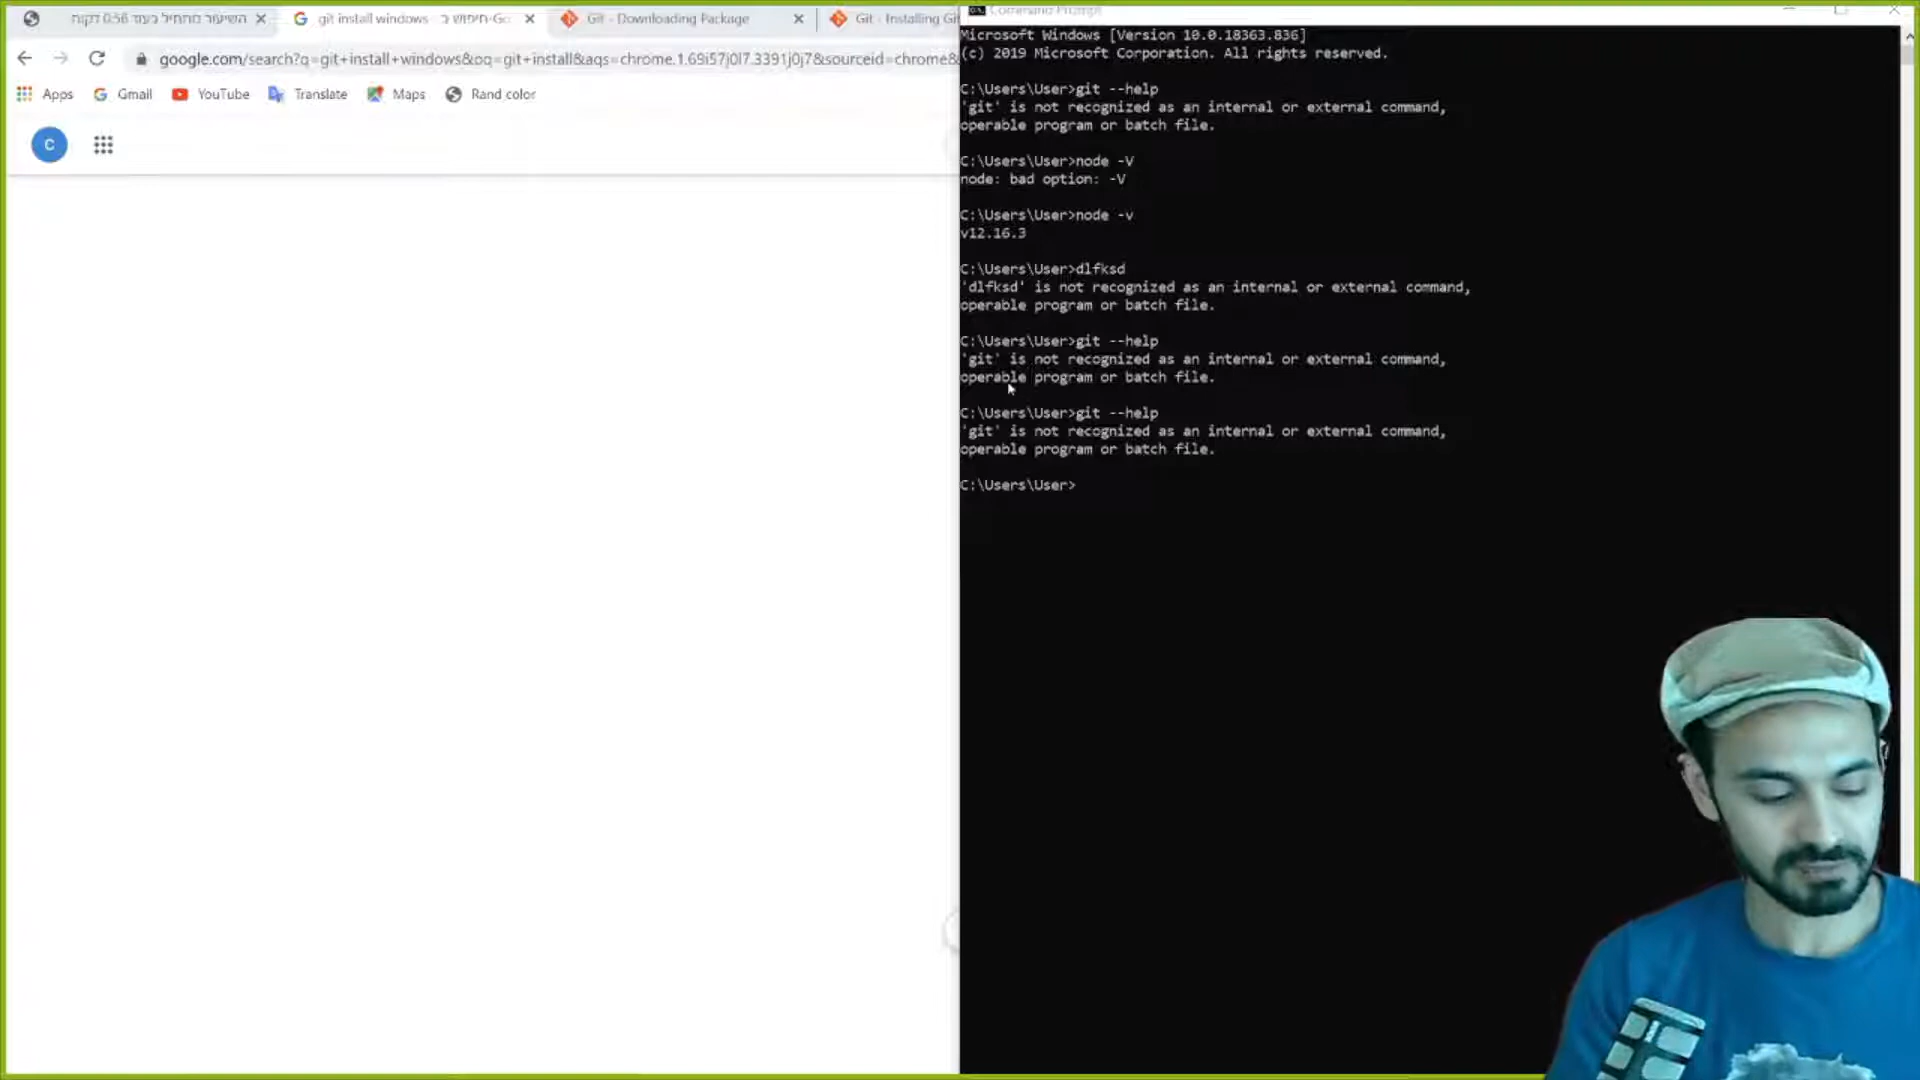 השיעור מתחיל בעוד 0:56 דקות
git install windows - חיפוש ב-Go
Git - Downloading Package
Git - Installing Git
google.com/search?q=git+install+windows&oq=git+install&aqs=chrome.1.69i57j0l7.3391j0j7&sourceid=chrome&
Apps
Gmail
YouTube
Translate
Maps
Rand color
C
Command Prompt
Microsoft Windows [Version 10.0.18363.836]
(c) 2019 Microsoft Corporation. All rights reserved.
C:\Users\User>git --help
'git' is not recognized as an internal or external command,
operable program or batch file.
C:\Users\User>node -V
node: bad option: -V
C:\Users\User>node -v
v12.16.3
C:\Users\User>dlfksd
'dlfksd' is not recognized as an internal or external command,
operable program or batch file.
C:\Users\User>git --help
'git' is not recognized as an internal or external command,
operable program or batch file.
C:\Users\User>git --help
'git' is not recognized as an internal or external command,
operable program or batch file.
C:\Users\User>